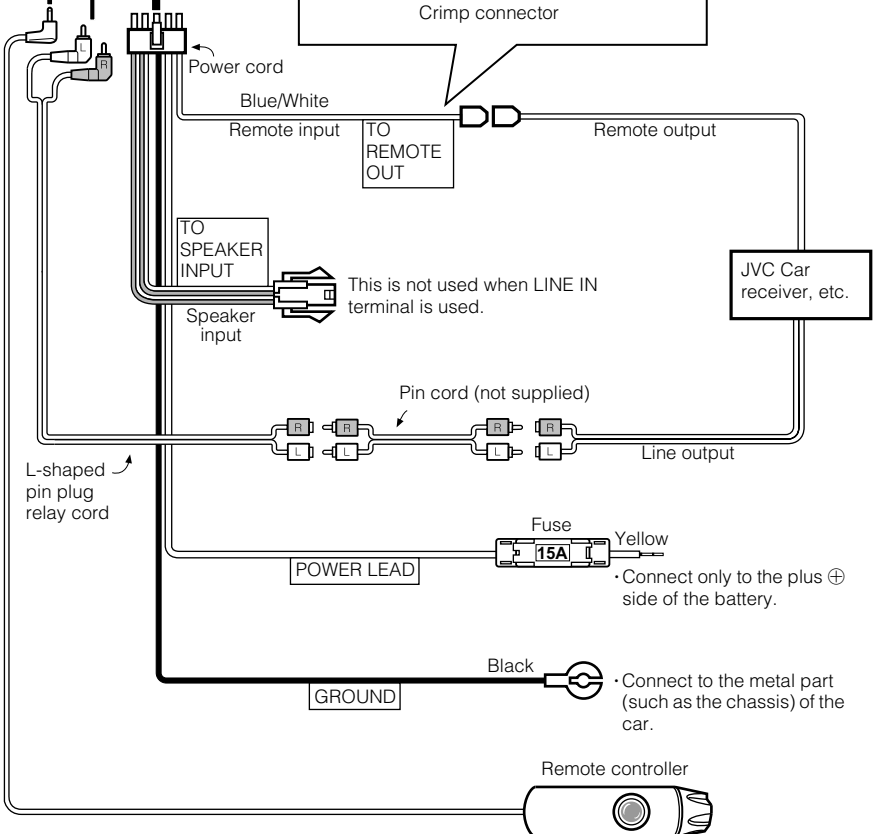 Crimp connector
L
R
Power cord
Blue/White
Remote input
TO
REMOTE
OUT
Remote output
TO
SPEAKER
INPUT
Speaker
input
This is not used when LINE IN
terminal is used.
JVC Car
receiver, etc.
Pin cord (not supplied)
R R R R
L L L L
Line output
L-shaped
pin plug
relay cord
Fuse
15A
Yellow
POWER LEAD
·Connect only to the plus ⊕
side of the battery.
Black
GROUND
·Connect to the metal part
(such as the chassis) of the
car.
Remote controller